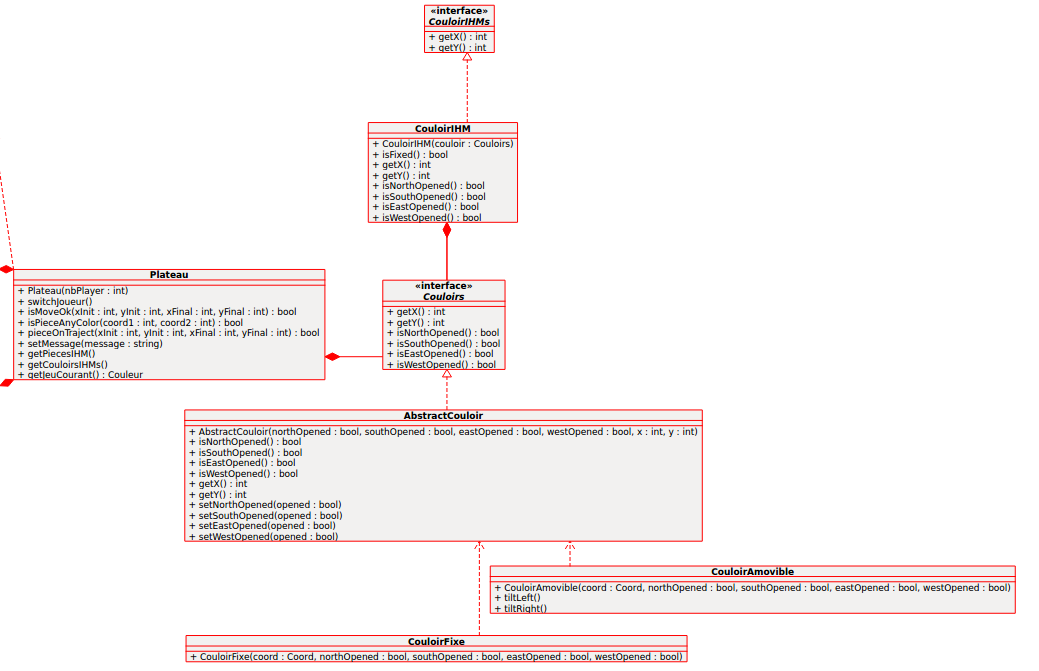 «interface»
CouloirIHMs
+ getX() : int
+ getY() : int
CouloirIHM
+ CouloirIHM(couloir : Couloirs)
+ isFixed() : bool
+ getX() : int
+ getY() : int
+ isNorthOpened() : bool
+ isSouthOpened() : bool
+ isEastOpened() : bool
+ isWestOpened() : bool
Plateau
+ Plateau(nbPlayer : int)
+ switchJoueur()
+ isMoveOk(xInit : int, yInit : int, xFinal : int, yFinal : int) : bool
+ isPieceAnyColor(coord1 : int, coord2 : int) : bool
+ pieceOnTraject(xInit : int, yInit : int, xFinal : int, yFinal : int) : bool
+ setMessage(message : string)
+ getPiecesIHM()
+ getCouloirsIHMs()
+ getJeuCourant() : Couleur
«interface»
Couloirs
+ getX() : int
+ getY() : int
+ isNorthOpened() : bool
+ isSouthOpened() : bool
+ isEastOpened() : bool
+ isWestOpened() : bool
AbstractCouloir
+ AbstractCouloir(northOpened : bool, southOpened : bool, eastOpened : bool, westOpened : bool, x : int, y : int)
+ isNorthOpened() : bool
+ isSouthOpened() : bool
+ isEastOpened() : bool
+ isWestOpened() : bool
+ getX() : int
+ getY() : int
+ setNorthOpened(opened : bool)
+ setSouthOpened(opened : bool)
+ setEastOpened(opened : bool)
+ setWestOpened(opened : bool)
CouloirAmovible
+ CouloirAmovible(coord : Coord, northOpened : bool, southOpened : bool, eastOpened : bool, westOpened : bool)
+ tiltLeft()
+ tiltRight()
CouloirFixe
+ CouloirFixe(coord : Coord, northOpened : bool, southOpened : bool, eastOpened : bool, westOpened : bool)